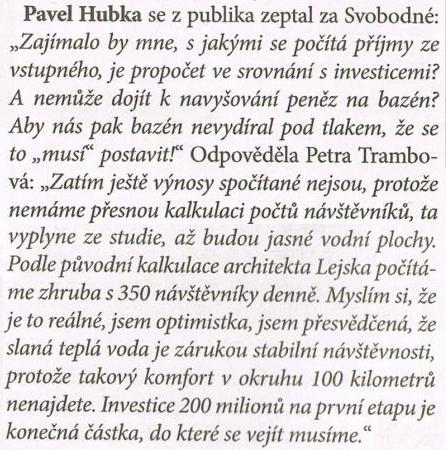 Pavel Hubka se z publika zeptal za Svobodné:
„Zajímalo by mne, s jakými se počítá příjmy ze
vstupného, je propočet ve srovnání s investicemi?
A nemůže dojít k navyšování peněz na bazén?
Aby nás pak bazén nevydíral pod tlakem, že se
to „musí“ postavit!“ Odpověděla Petra Trambo-
vá: „Zatím ještě výnosy spočítané nejsou, protože
nemáme přesnou kalkulaci počtů návštěvníků, ta
vyplyne ze studie, až budou jasné vodní plochy.
Podle původní kalkulace architekta Lejska počítá-
me zhruba s 350 návštěvníky denně. Myslím si, že
je to reálné, jsem optimistka, jsem přesvědčená, že
slaná teplá voda je zárukou stabilní návštěvnosti,
protože takový komfort v okruhu 100 kilometrů
nenajdete. Investice 200 milionů na první etapu je
konečná částka, do které se vejít musíme.“